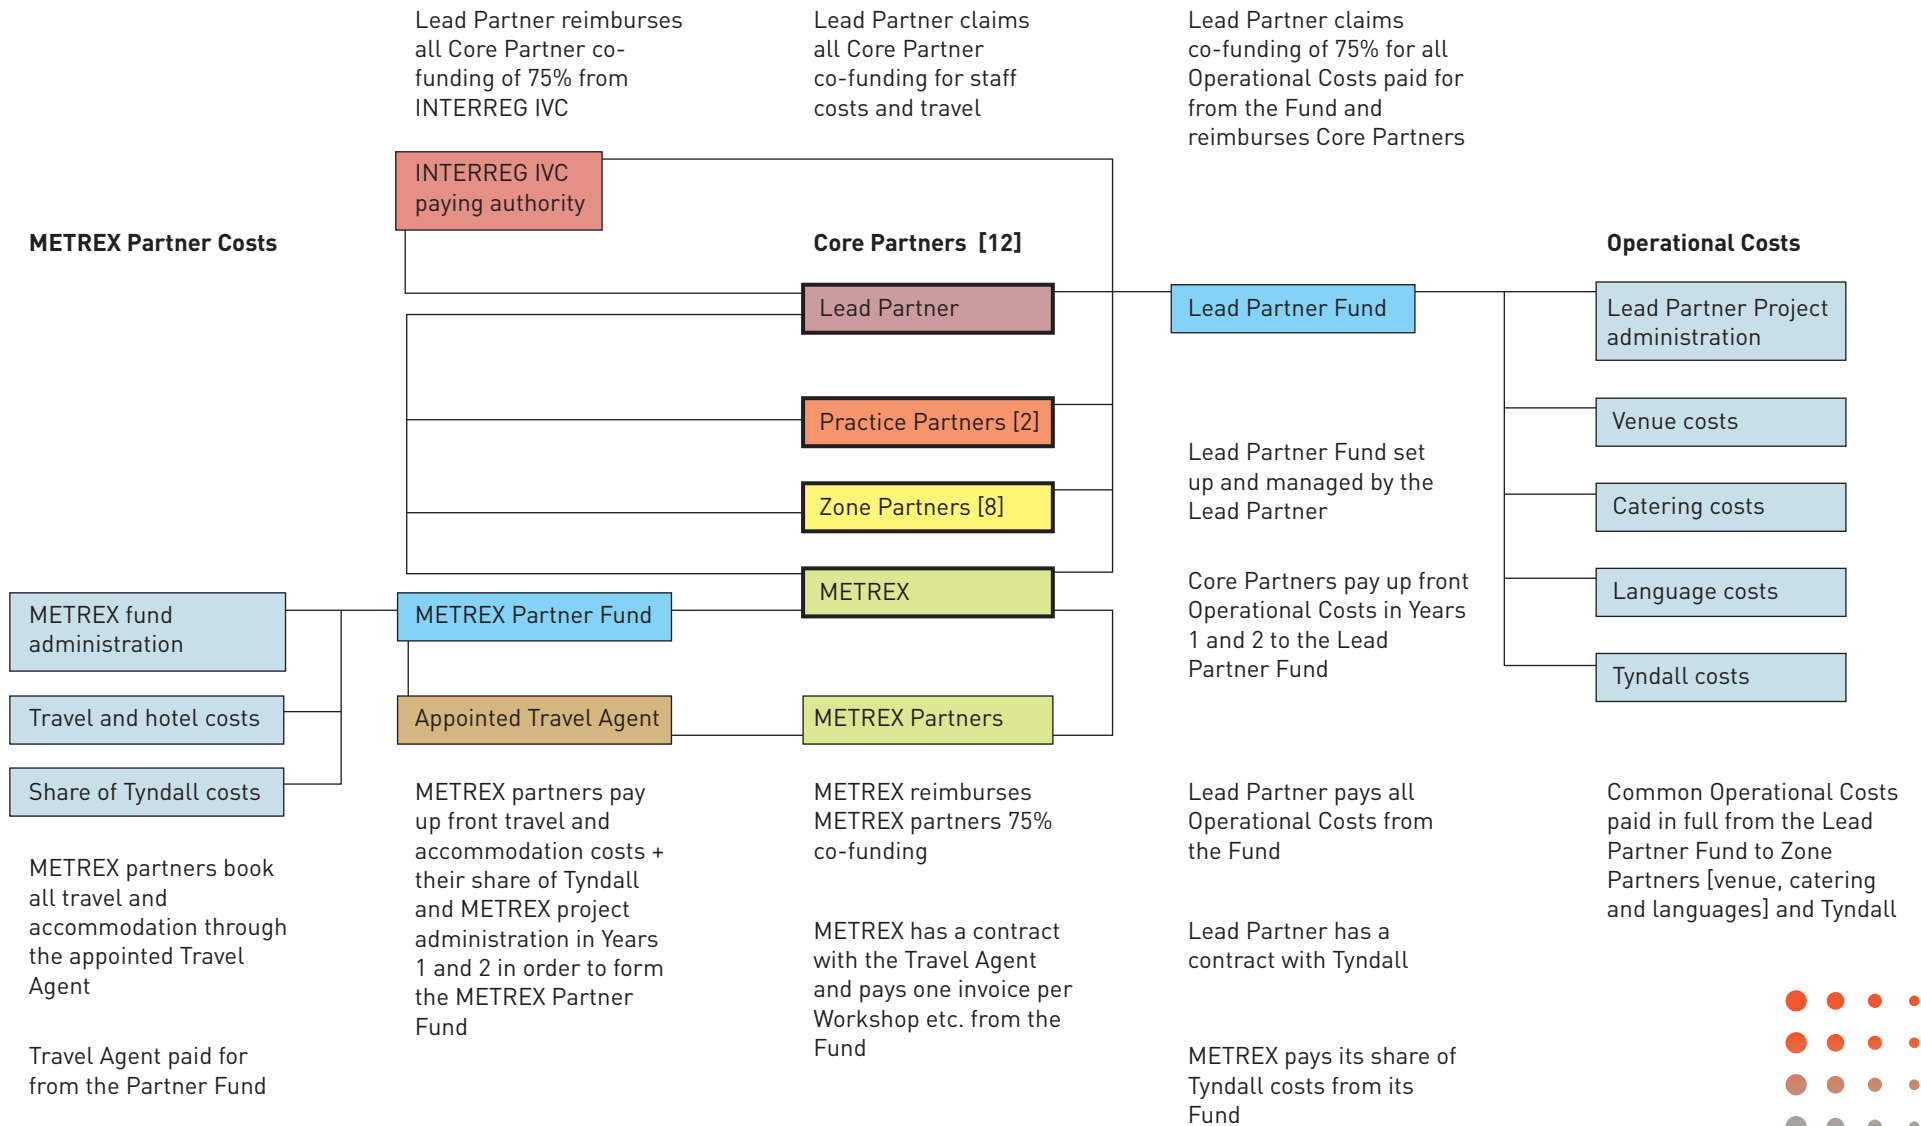 Lead Partner reimburses
all Core Partner co-
funding of 75% from
INTERREG IVC
Lead Partner claims
all Core Partner
co-funding for staff
costs and travel
Lead Partner claims
co-funding of 75% for all
Operational Costs paid for
from the Fund and
reimburses Core Partners
INTERREG IVC
paying authority
METREX Partner Costs
Core Partners [12]
Operational Costs
Lead Partner
Lead Partner Fund
Lead Partner Project
administration
Practice Partners [2]
Venue costs
Lead Partner Fund set
up and managed by the
Lead Partner
Zone Partners [8]
Catering costs
Core Partners pay up front
Operational Costs in Years
1 and 2 to the Lead
Partner Fund
METREX
Language costs
METREX fund
administration
METREX Partner Fund
Tyndall costs
Travel and hotel costs
Appointed Travel Agent
METREX Partners
Share of Tyndall costs
METREX partners book
all travel and
accommodation through
the appointed Travel
Agent
Travel Agent paid for
from the Partner Fund
METREX partners pay
up front travel and
accommodation costs +
their share of Tyndall
and METREX project
administration in Years
1 and 2 in order to form
the METREX Partner
Fund
METREX reimburses
METREX partners 75%
co-funding
METREX has a contract
with the Travel Agent
and pays one invoice per
Workshop etc. from the
Fund
Lead Partner pays all
Operational Costs from
the Fund
Lead Partner has a
contract with Tyndall
METREX pays its share of
Tyndall costs from its
Fund
Common Operational Costs
paid in full from the Lead
Partner Fund to Zone
Partners [venue, catering
and languages] and Tyndall